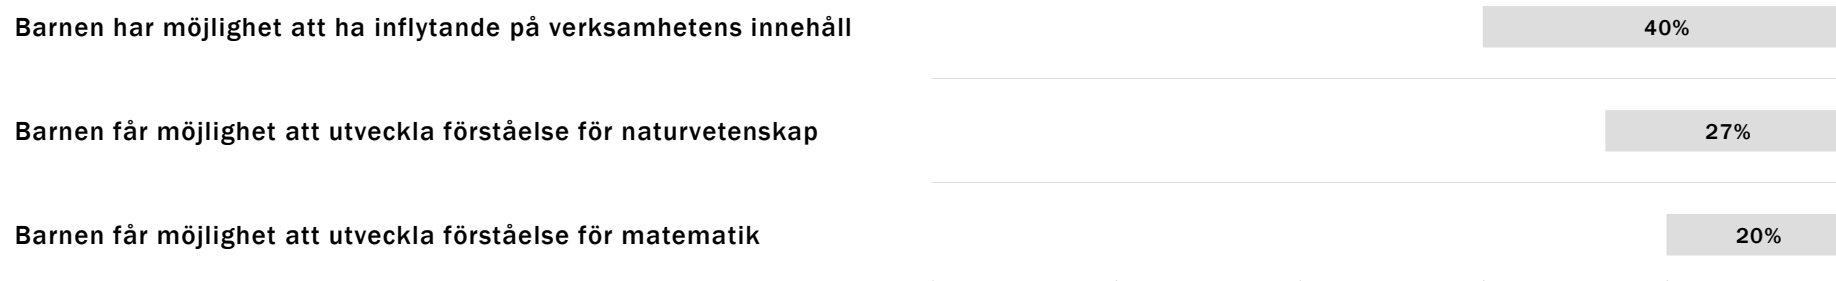 Barnen har möjlighet att ha inflytande på verksamhetens innehåll 40%
Barnen får möjlighet att utveckla förståelse för naturvetenskap 27%
Barnen får möjlighet att utveckla förståelse för matematik 20%